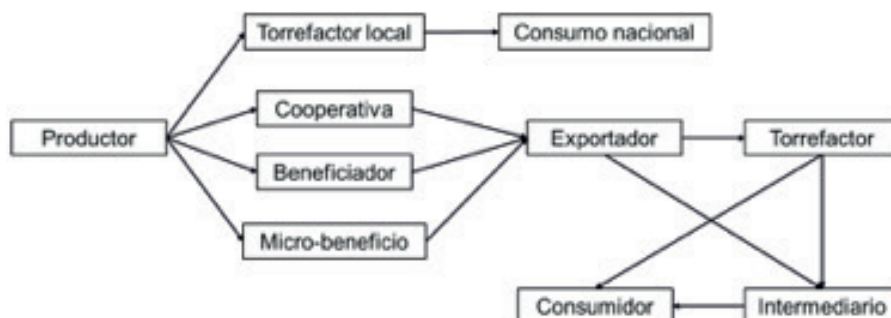 Torrefactor local
Consumo nacional
Cooperativa
Productor
Exportador
Torrefactor
Beneficiador
Micro-beneficio
Consumidor
Intermediario